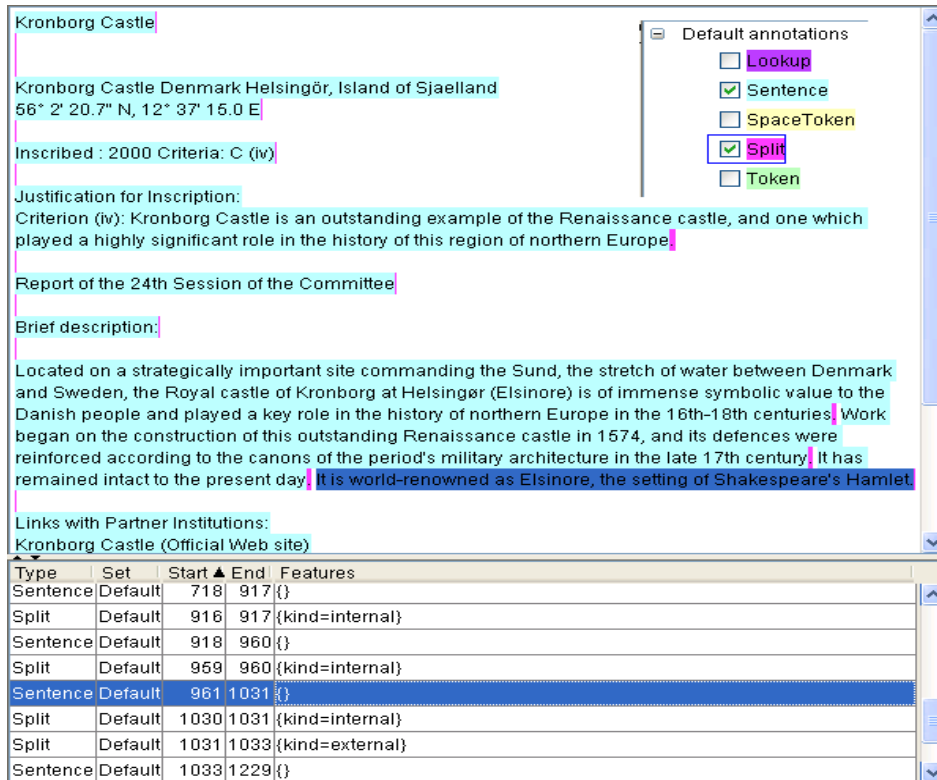 Kronborg Castle
Default annotations
Lookup
Kronborg Castle Denmark Helsingör, Island of Sjaelland
Sentence
56° 2' 20.7" N, 12° 37' 15.0 E
SpaceToken
Inscribed : 2000 Criteria: C (iv)
Split
Token
Justification for Inscription:
Criterion (iv): Kronborg Castle is an outstanding example of the Renaissance castle, and one which
played a highly significant role in the history of this region of northern Europe.
Report of the 24th Session of the Committee
Brief description:
Located on a strategically important site commanding the Sund, the stretch of water between Denmark
and Sweden, the Royal castle of Kronborg at Helsingør (Elsinore) is of immense symbolic value to the
Danish people and played a key role in the history of northern Europe in the 16th-18th centuries. Work
began on the construction of this outstanding Renaissance castle in 1574, and its defences were
reinforced according to the canons of the period's military architecture in the late 17th century. It has
remained intact to the present day. It is world-renowned as Elsinore, the setting of Shakespeare's Hamlet.
Links with Partner Institutions:
Kronborg Castle (Official Web site)
Type Set Start End Features
Sentence Default 718 917 {}
Split Default 916 917 {kind=internal}
Sentence Default 918 960 {}
Split Default 959 960 {kind=internal}
Sentence Default 961 1031 {}
Split Default 1030 1031 {kind=internal}
Split Default 1031 1033 {kind=external}
Sentence Default 1033 1229 {}